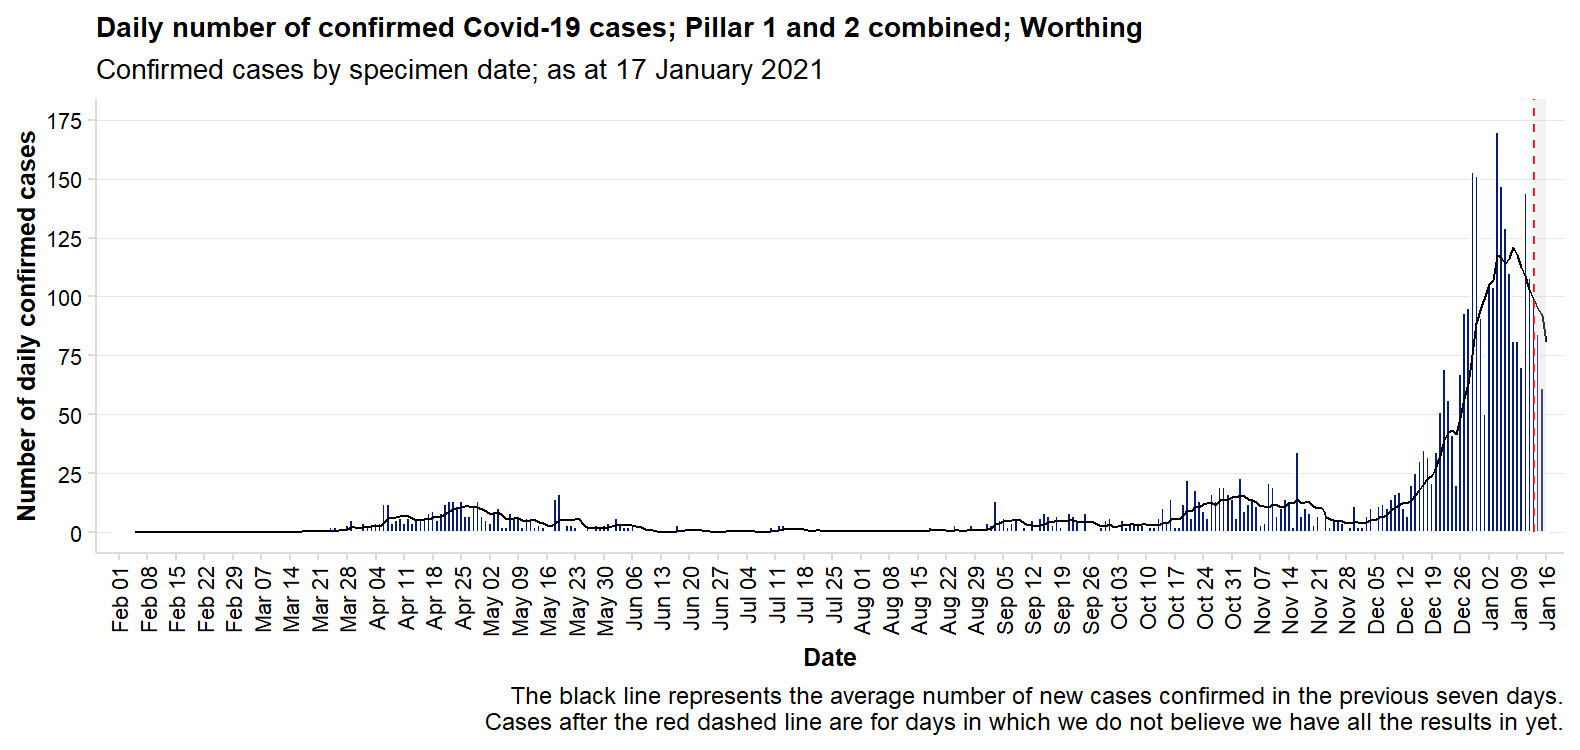 Daily number of confirmed Covid-19 cases; Pillar 1 and 2 combined; Worthing
Confirmed cases by specimen date; as at 17 January 2021
Number of daily confirmed cases
175
150
125
100
75
50
25
0
Feb 01
Feb 08
Feb 15
Feb 22
Feb 29
Mar 07
Mar 14
Mar 21
Mar 28
Apr 04
Apr 11
Apr 18
Apr 25
May 02
May 09
May 16
May 23
May 30
Jun 06
Jun 13
Jun 20
Jun 27
Jul 04
Jul 11
Jul 18
Jul 25
Aug 01
Aug 08
Aug 15
Aug 22
Aug 29
Sep 05
Sep 12
Sep 19
Sep 26
Oct 03
Oct 10
Oct 17
Oct 24
Oct 31
Nov 07
Nov 14
Nov 21
Nov 28
Dec 05
Dec 12
Dec 19
Dec 26
Jan 02
Jan 09
Jan 16
Date
The black line represents the average number of new cases confirmed in the previous seven days.
Cases after the red dashed line are for days in which we do not believe we have all the results in yet.